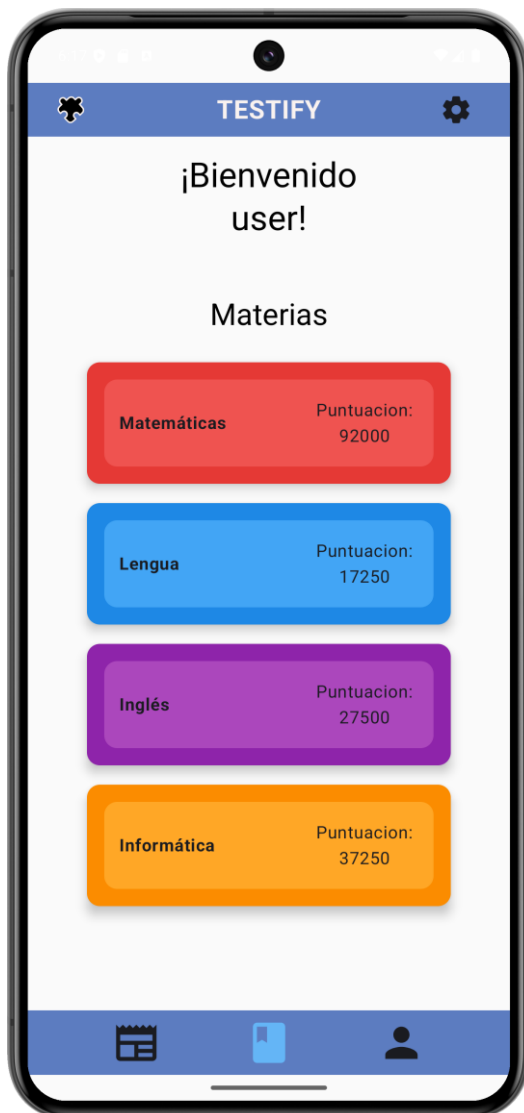 TESTIFY
¡Bienvenido
user!
Materias
Matemáticas
Puntuacion:
92000
Lengua
Puntuacion:
17250
Inglés
Puntuacion:
27500
Informática
Puntuacion:
37250